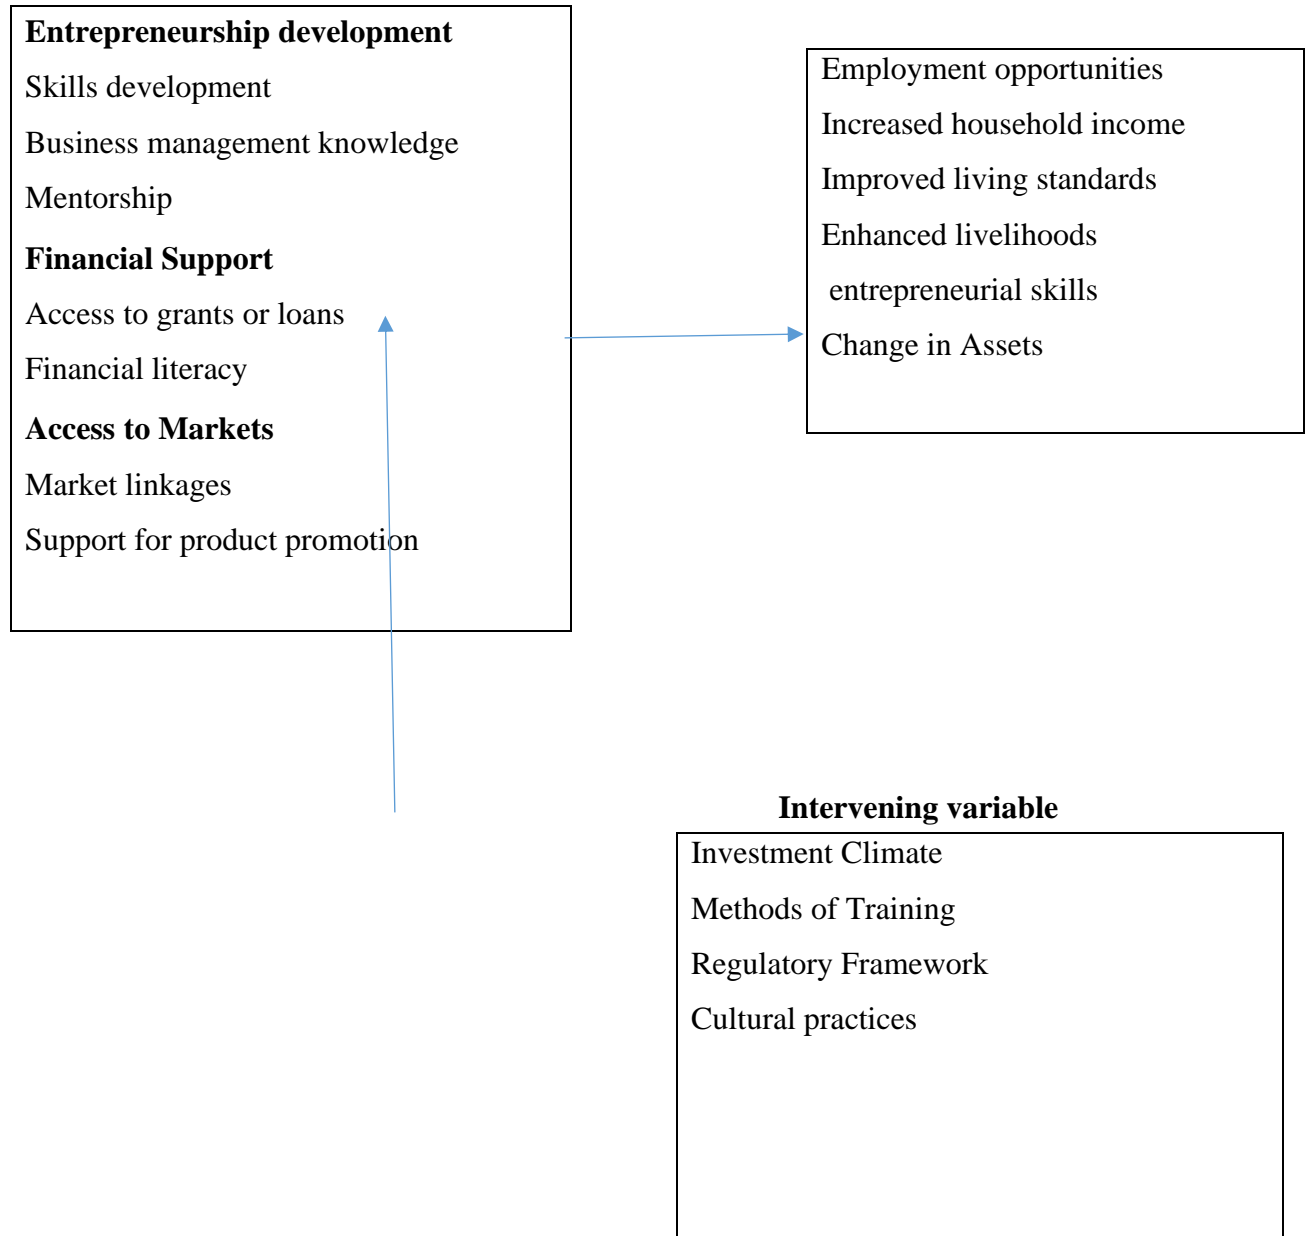 Entrepreneurship development
Skills development
Business management knowledge
Mentorship
Financial Support
Access to grants or loans
Financial literacy
Access to Markets
Market linkages
Support for product promotion
Employment opportunities
Increased household income
Improved living standards
Enhanced livelihoods
entrepreneurial skills
Change in Assets
Intervening variable
Investment Climate
Methods of Training
Regulatory Framework
Cultural practices